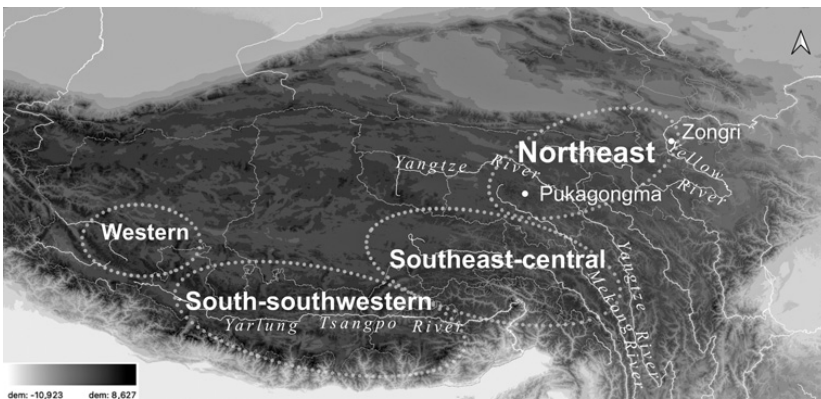 Zongri
Northeast
Yellow River
Yangtze River
Pukagongma
Western
Southeast-central
South-southwestern
Yarlung Tsangpo River
Mekong River
Yangtze River
dem: -10,923 dem: 8,627